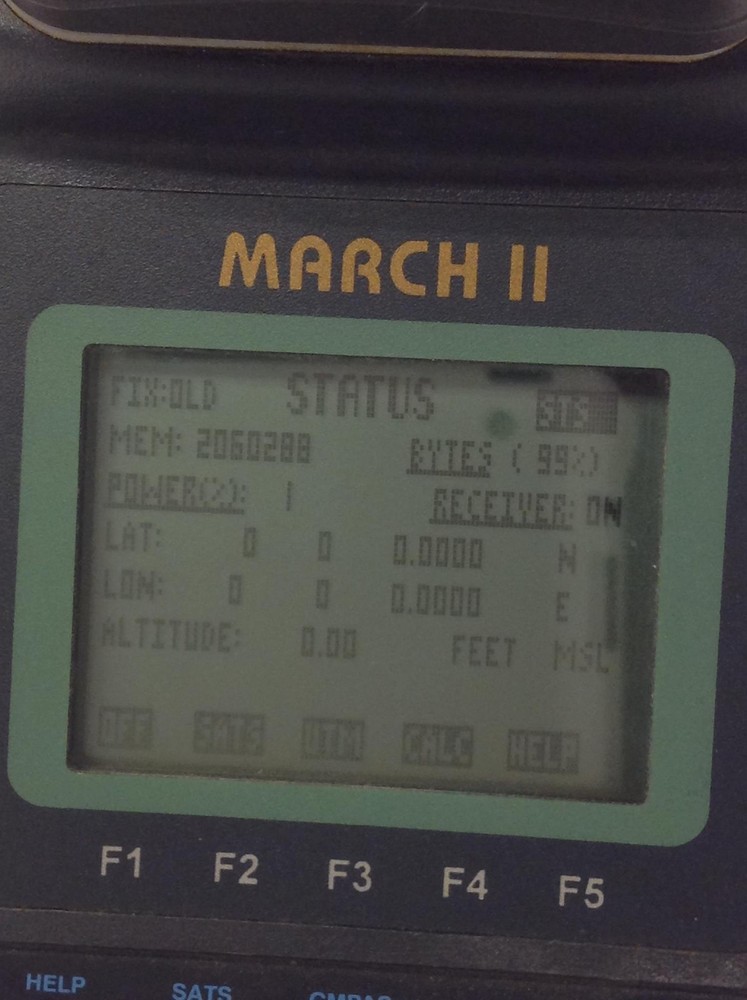 MARCH II
FIX:OLD STATUS STS
MEM: 2060288 BYTES ( 99%)
POWER(%): | RECEIVER: ON
LAT: 0 0 0.0000 N
LON: 0 0 0.0000 E
ALTITUDE: 0.00 FEET MSL
OFF SATS UTM CALC HELP
F1 F2 F3 F4 F5
HELP SATS